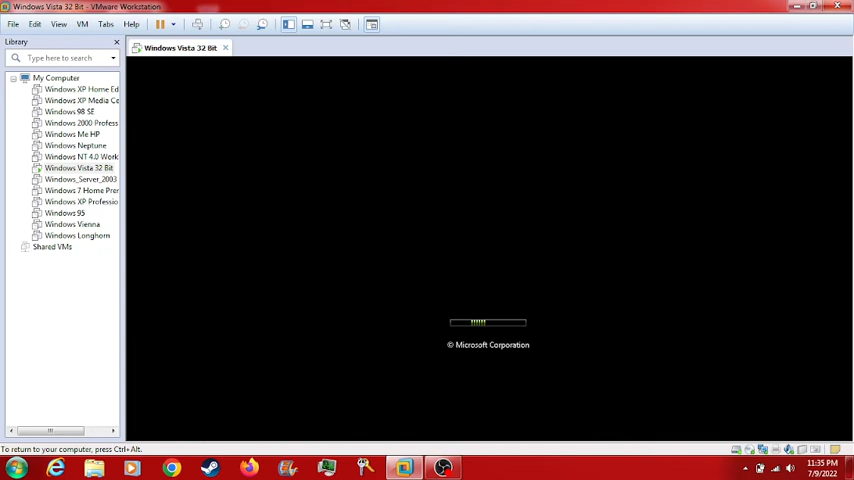 Windows Vista 32 Bit - VMware Workstation
File Edit View VM Tabs Help
Library
Windows Vista 32 Bit
Type here to search
My Computer
Windows XP Home Ed
Windows XP Media Ce
Windows 98 SE
Windows 2000 Profess
Windows Me HP
Windows Neptune
Windows NT 4.0 Work
Windows Vista 32 Bit
Windows_Server_2003
Windows 7 Home Prer
Windows XP Professio
Windows 95
Windows Vienna
Windows Longhorn
Shared VMs
© Microsoft Corporation
To return to your computer, press Ctrl+Alt.
11:35 PM
7/9/2022